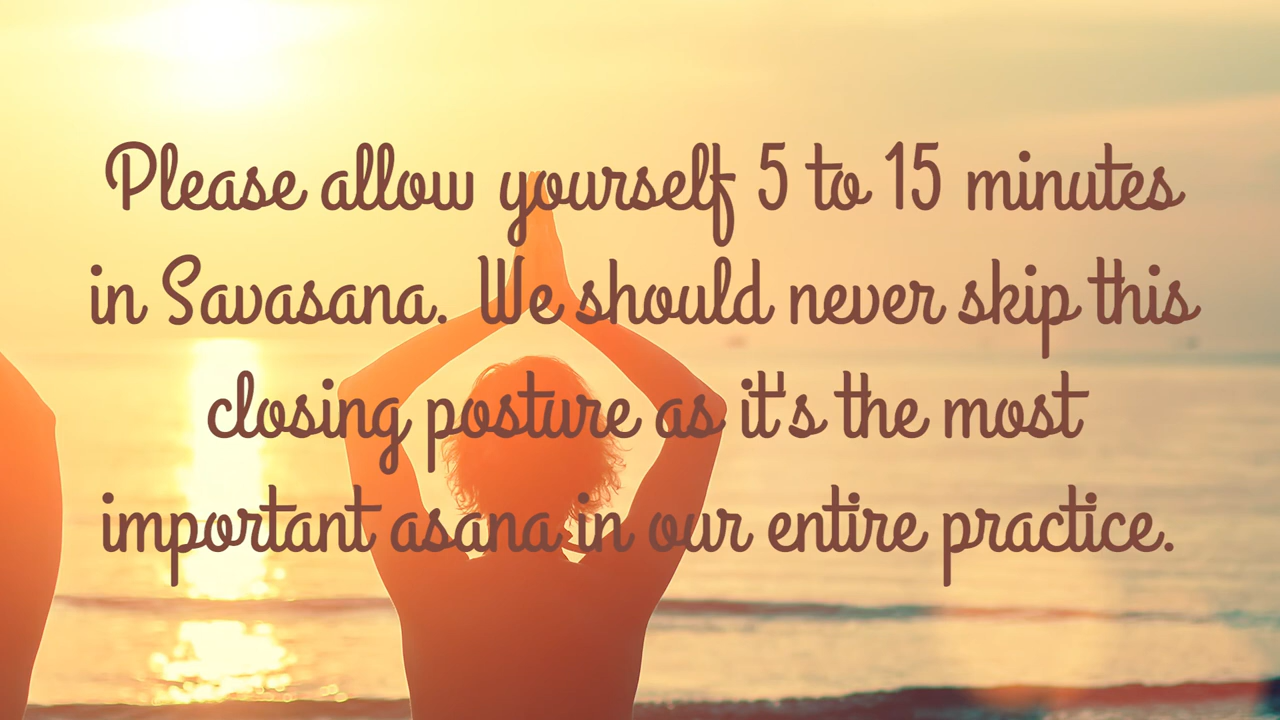 Please allow yourself 5 to 15 minutes
in Savasana. We should never skip this
closing posture as it's the most
important asana in our entire practice.